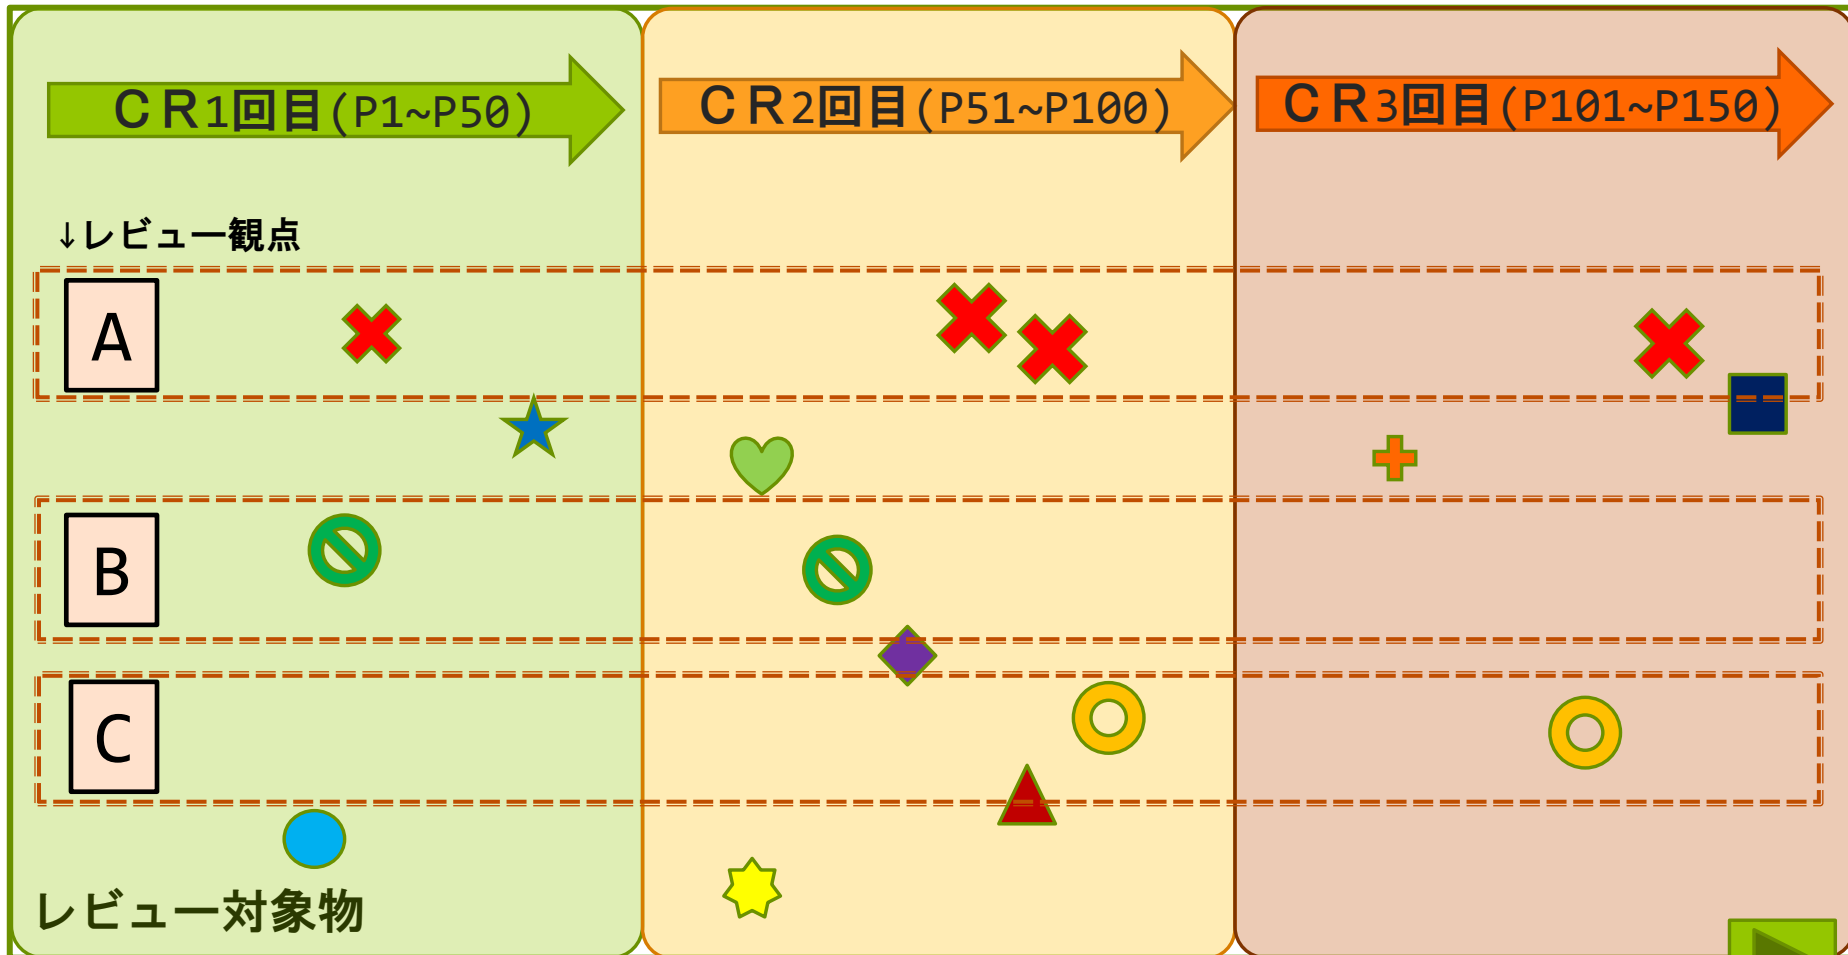 ＣＲ1回目(P1~P50)
ＣＲ2回目(P51~P100)
ＣＲ3回目(P101~P150)
↓レビュー観点
A
B
C
レビュー対象物